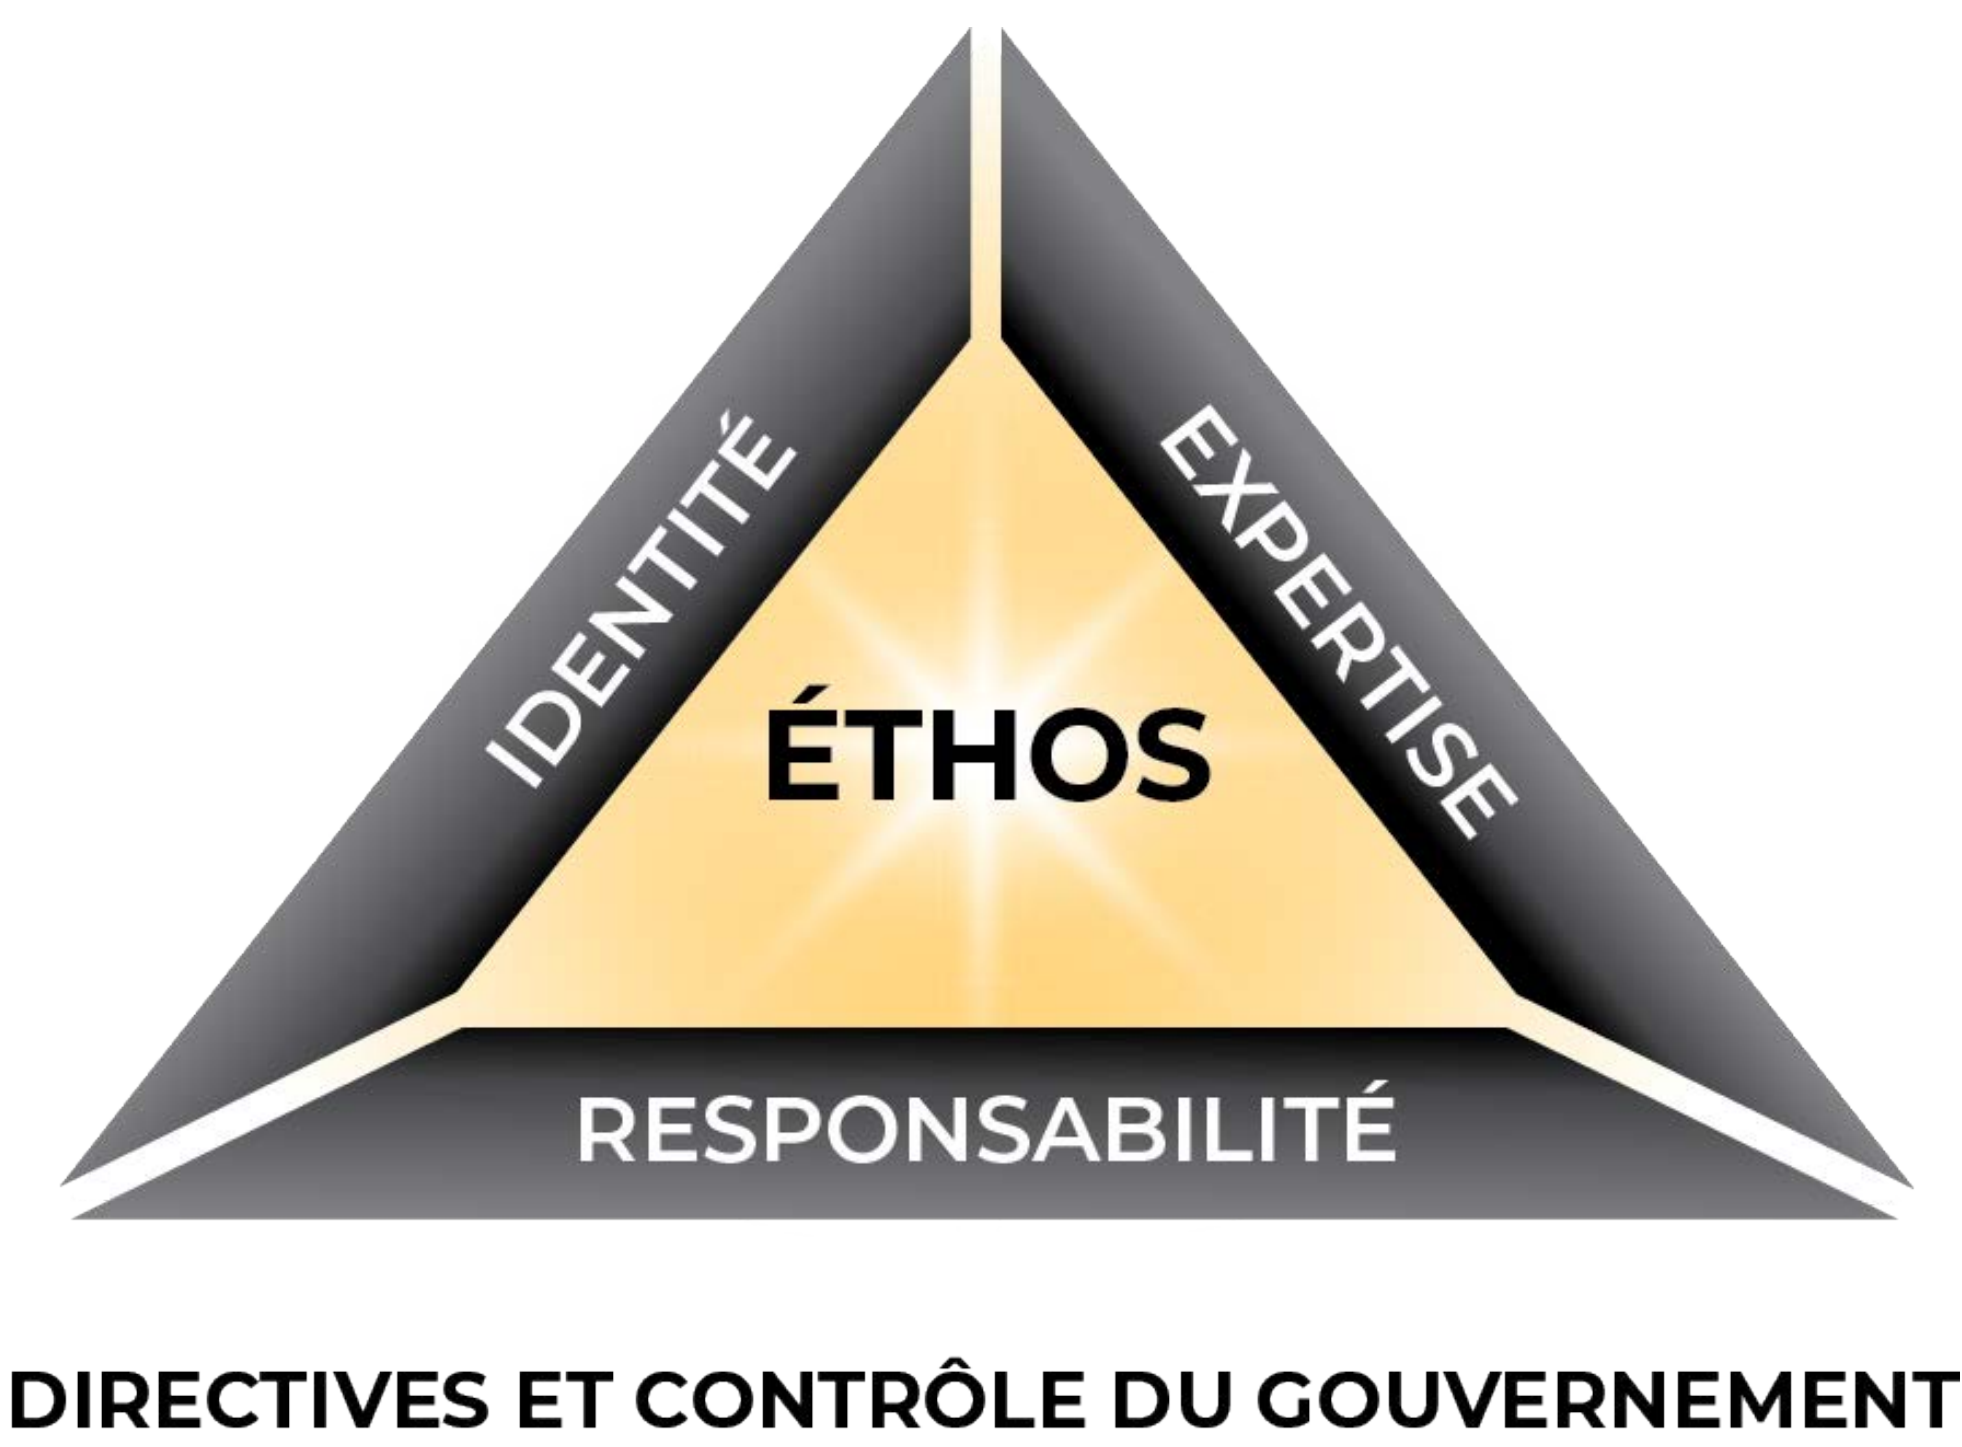 IDENTITÉ
EXPERTISE
ÉTHOS
RESPONSABILITÉ
DIRECTIVES ET CONTRÔLE DU GOUVERNEMENT